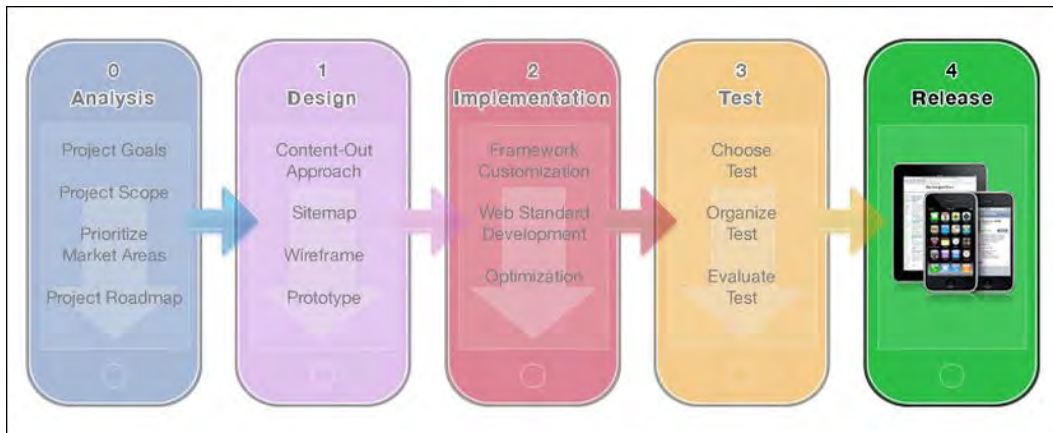 0
Analysis
Project Goals
Project Scope
Prioritize
Market Areas
Project Roadmap
1
Design
Content-Out
Approach
Sitemap
Wireframe
Prototype
2
Implementation
Framework
Customization
Web Standard
Development
Optimization
3
Test
Choose
Test
Organize
Test
Evaluate
Test
4
Release